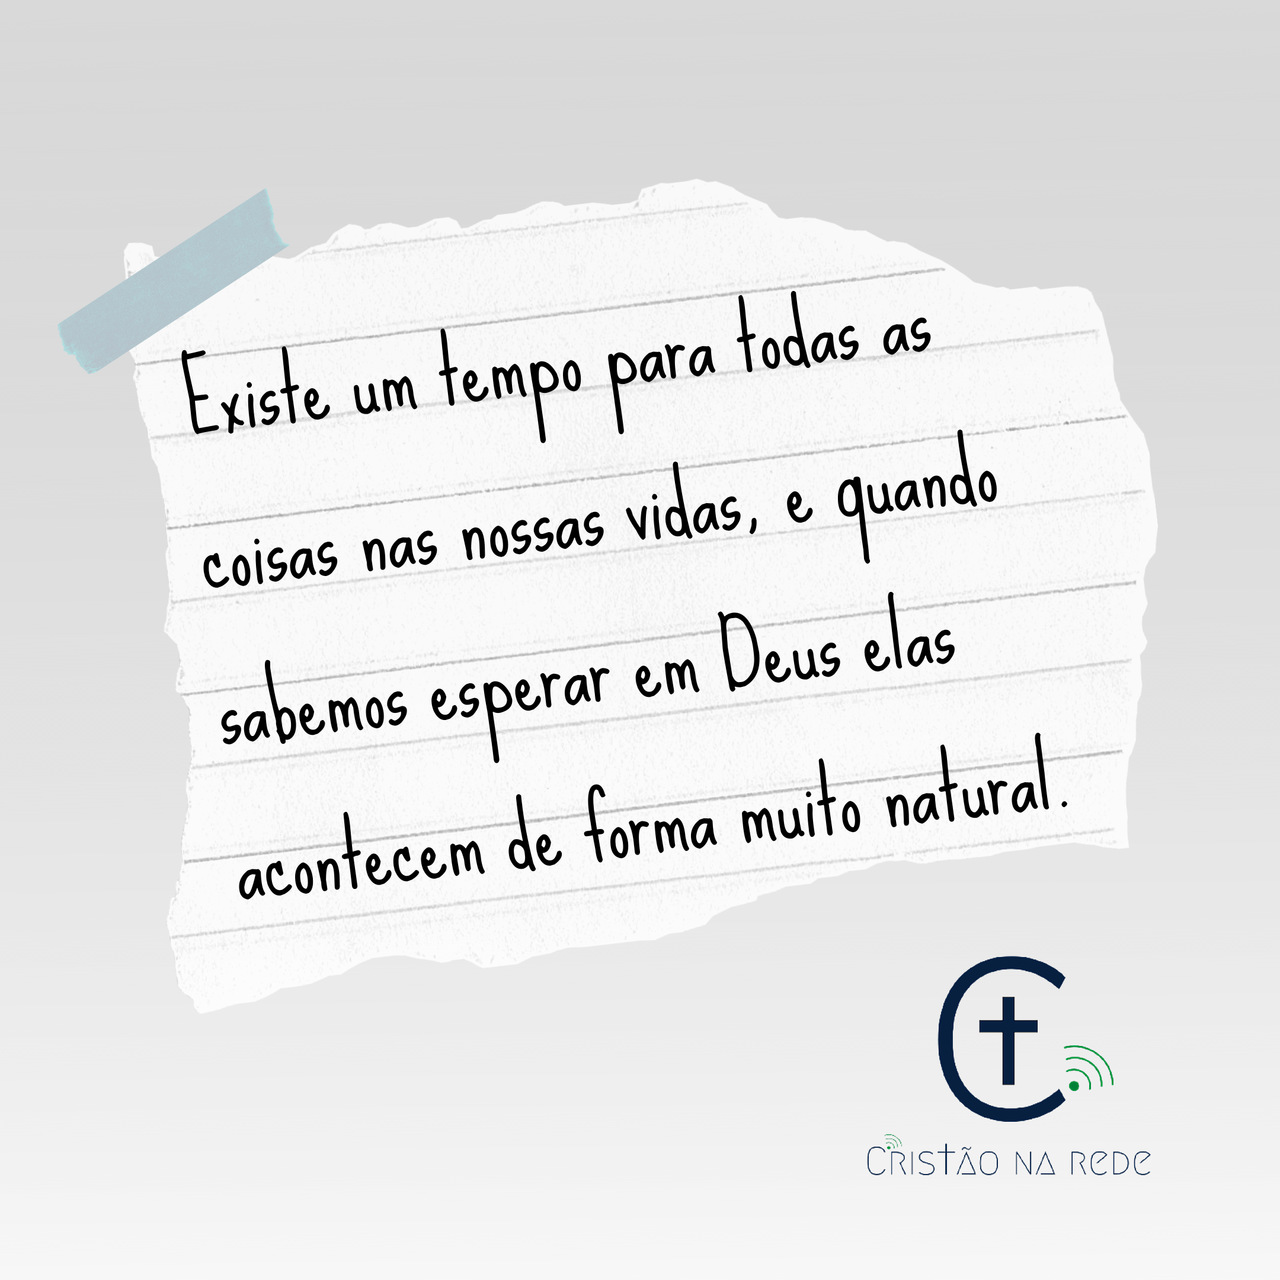 Existe um tempo para todas as
coisas nas nossas vidas, e quando
sabemos esperar em Deus elas
acontecem de forma muito natural.
CRISTÃO NA REDE